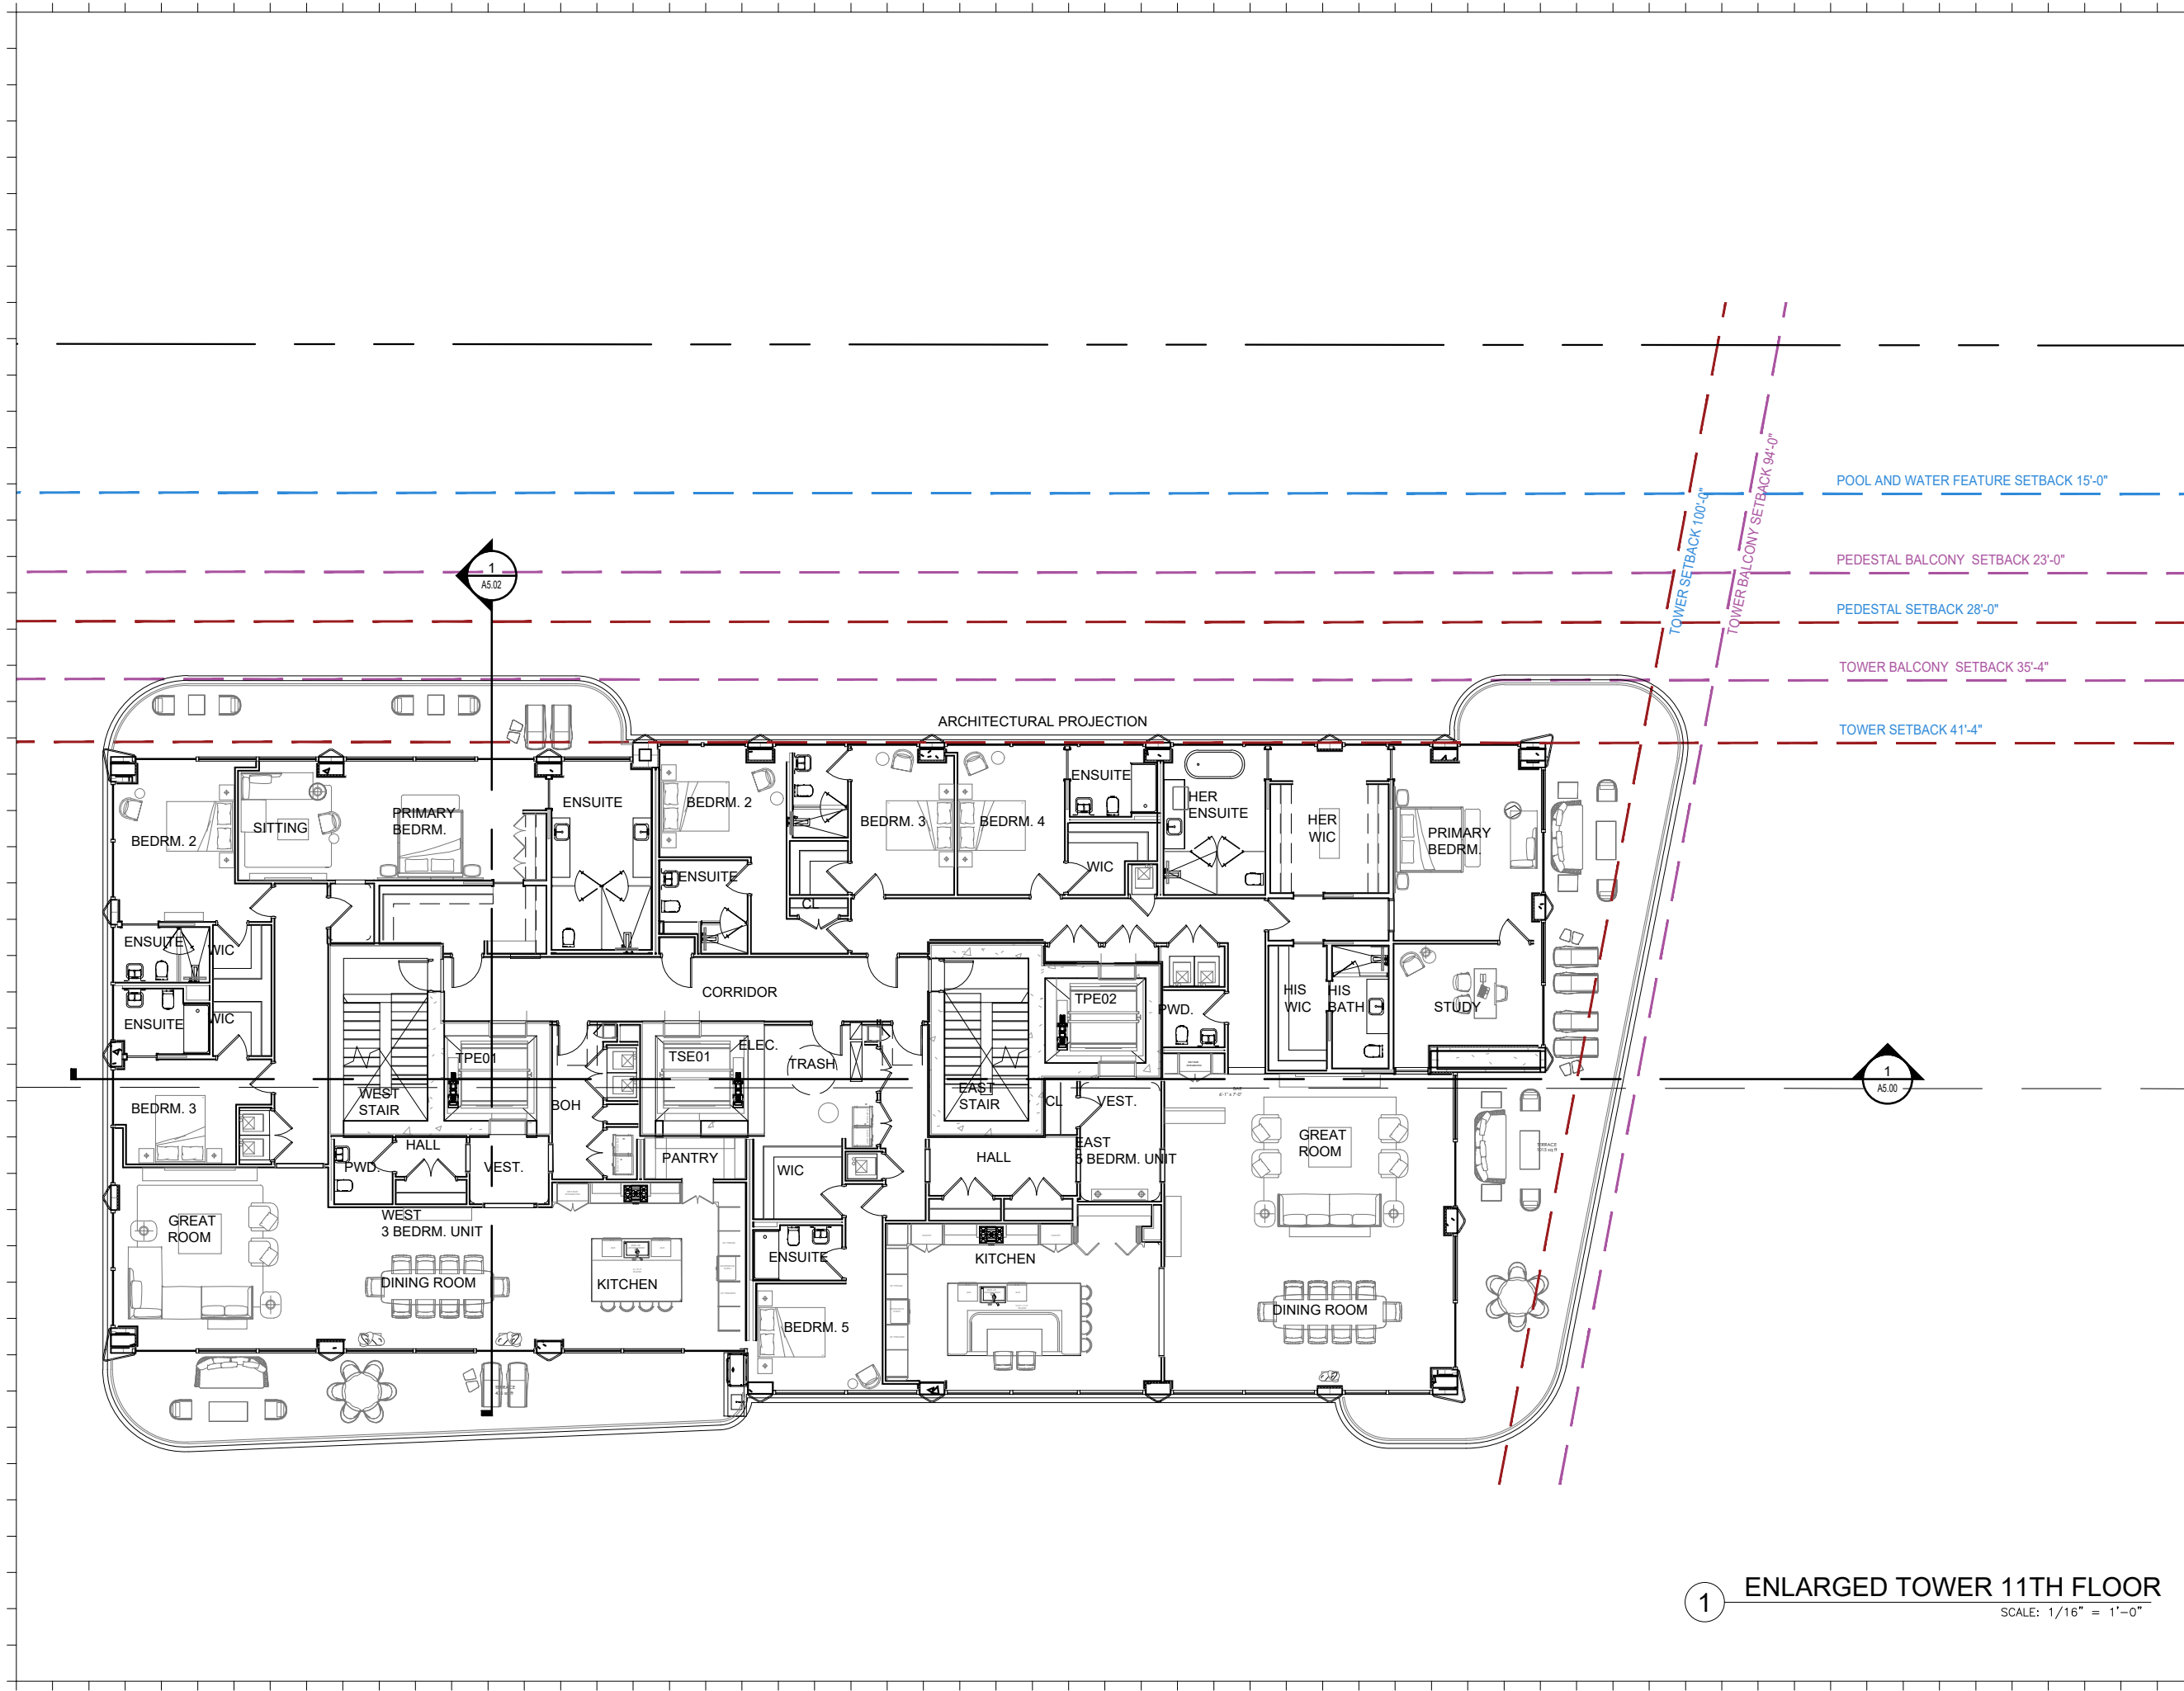 TOWER SETBACK 100'-0"
TOWER BALCONY SETBACK 94'-0"
POOL AND WATER FEATURE SETBACK 15'-0"
PEDESTAL BALCONY SETBACK 23'-0"
PEDESTAL SETBACK 28'-0"
TOWER BALCONY SETBACK 35'-4"
TOWER SETBACK 41'-4"
1
A5.02
ARCHITECTURAL PROJECTION
BEDRM. 2
SITTING
PRIMARY
BEDRM.
ENSUITE
BEDRM. 2
ENSUITE
CL
BEDRM. 3
BEDRM. 4
ENSUITE
WIC
HER
ENSUITE
HER
WIC
PRIMARY
BEDRM.
ENSUITE
WIC
ENSUITE
WIC
CORRIDOR
TPE02
PWD.
HIS
WIC
HIS
BATH
STUDY
TPE01
TSE01
ELEC.
TRASH
WEST
STAIR
BOH
EAST
STAIR
CL
VEST.
1
A5.00
BEDRM. 3
PWD.
HALL
VEST.
PANTRY
WIC
HALL
EAST
5 BEDRM. UNIT
GREAT
ROOM
TERRACE
GREAT
ROOM
WEST
3 BEDRM. UNIT
DINING ROOM
KITCHEN
ENSUITE
BEDRM. 5
KITCHEN
DINING ROOM
TERRACE
1
ENLARGED TOWER 11TH FLOOR
SCALE: 1/16" = 1'-0"